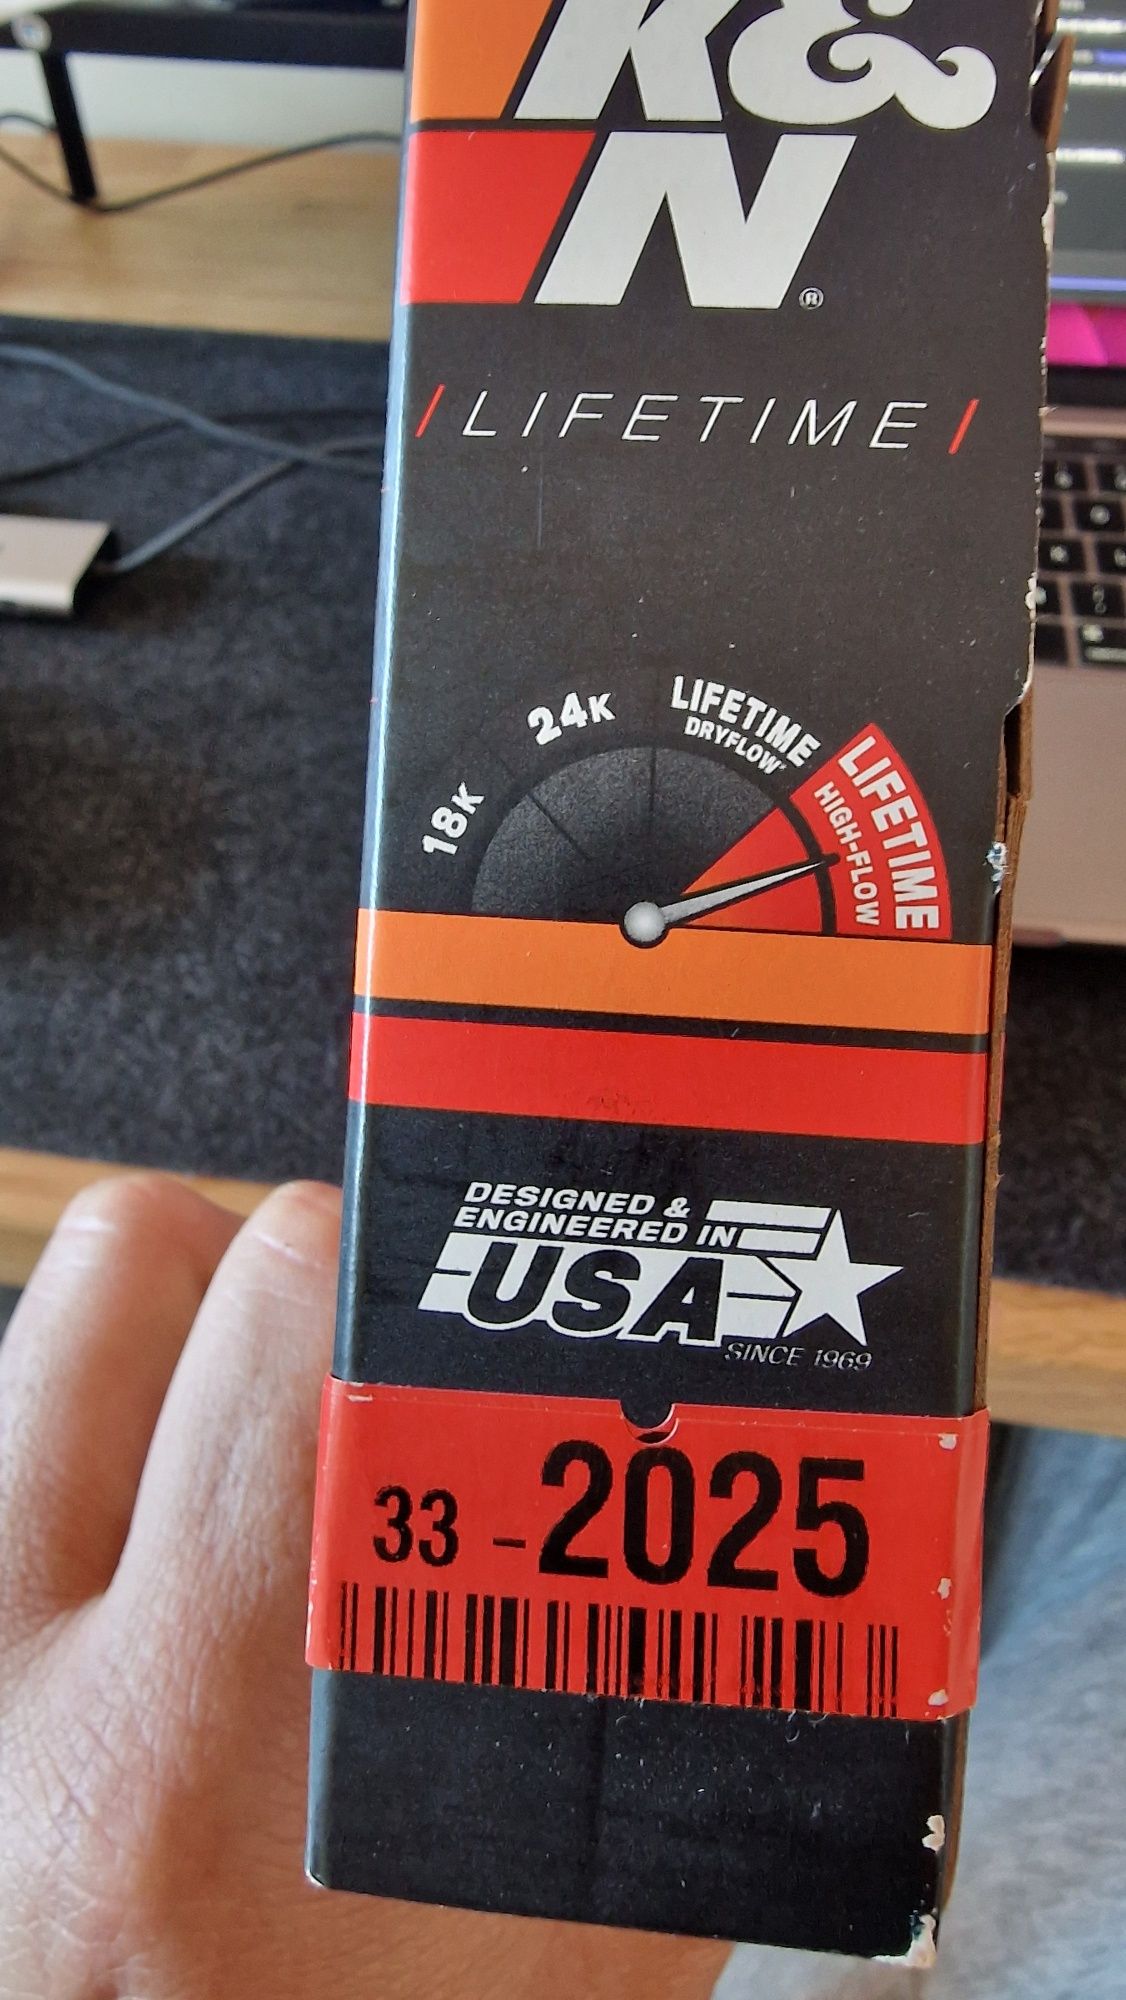 K&
N®
/ LIFETIME /
18K
24K
LIFETIME
DRYFLOW
LIFETIME
HIGH-FLOW
DESIGNED &
ENGINEERED IN
USA
SINCE 1969
33 - 2025